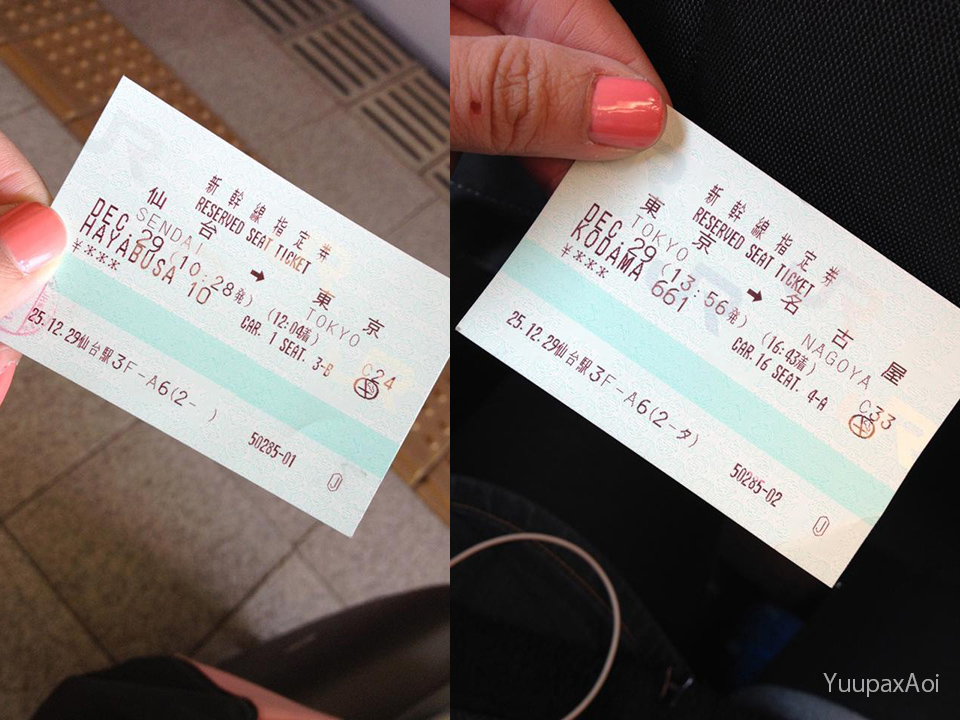 新幹線指定券
RESERVED SEAT TICKET
仙台 → 東京
SENDAI TOKYO
DEC.29 (10:28発) (12:04着)
HAYABUSA 10 CAR. 1 SEAT. 3-B
¥*** C24
25.12.29仙台駅3F-A6(2- )
50285-01 Ⓙ
新幹線指定券
RESERVED SEAT TICKET
東京 → 名古屋
TOKYO NAGOYA
DEC.29 (13:56発) (16:43着)
KODAMA 661 CAR.16 SEAT. 4-A
¥*** C33
25.12.29仙台駅3F-A6(2-タ)
50285-02 Ⓙ
YuupaxAoi